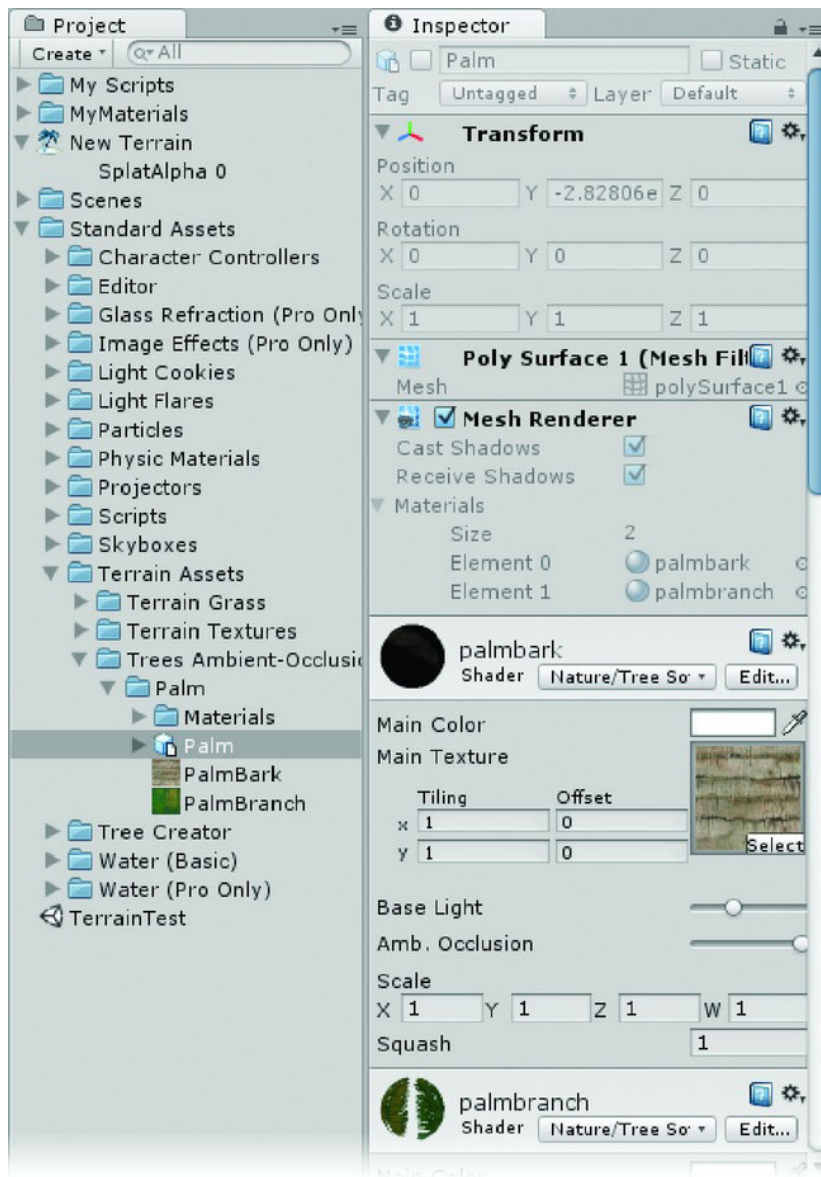 Project
Create
All
My Scripts
MyMaterials
New Terrain
SplatAlpha 0
Scenes
Standard Assets
Character Controllers
Editor
Glass Refraction (Pro Only
Image Effects (Pro Only)
Light Cookies
Light Flares
Particles
Physic Materials
Projectors
Scripts
Skyboxes
Terrain Assets
Terrain Grass
Terrain Textures
Trees Ambient-Occlusio
Palm
Materials
Palm
PalmBark
PalmBranch
Tree Creator
Water (Basic)
Water (Pro Only)
TerrainTest
Inspector
Palm Static
Tag Untagged Layer Default
Transform
Position
X 0 Y -2.82806e Z 0
Rotation
X 0 Y 0 Z 0
Scale
X 1 Y 1 Z 1
Poly Surface 1 (Mesh Filt
Mesh polySurface1
Mesh Renderer
Cast Shadows
Receive Shadows
Materials
Size 2
Element 0 palmbark
Element 1 palmbranch
palmbark
Shader Nature/Tree So Edit...
Main Color
Main Texture
Tiling Offset
x 1 0
y 1 0
Select
Base Light
Amb. Occlusion
Scale
X 1 Y 1 Z 1 W 1
Squash 1
palmbranch
Shader Nature/Tree So Edit...
Main Color